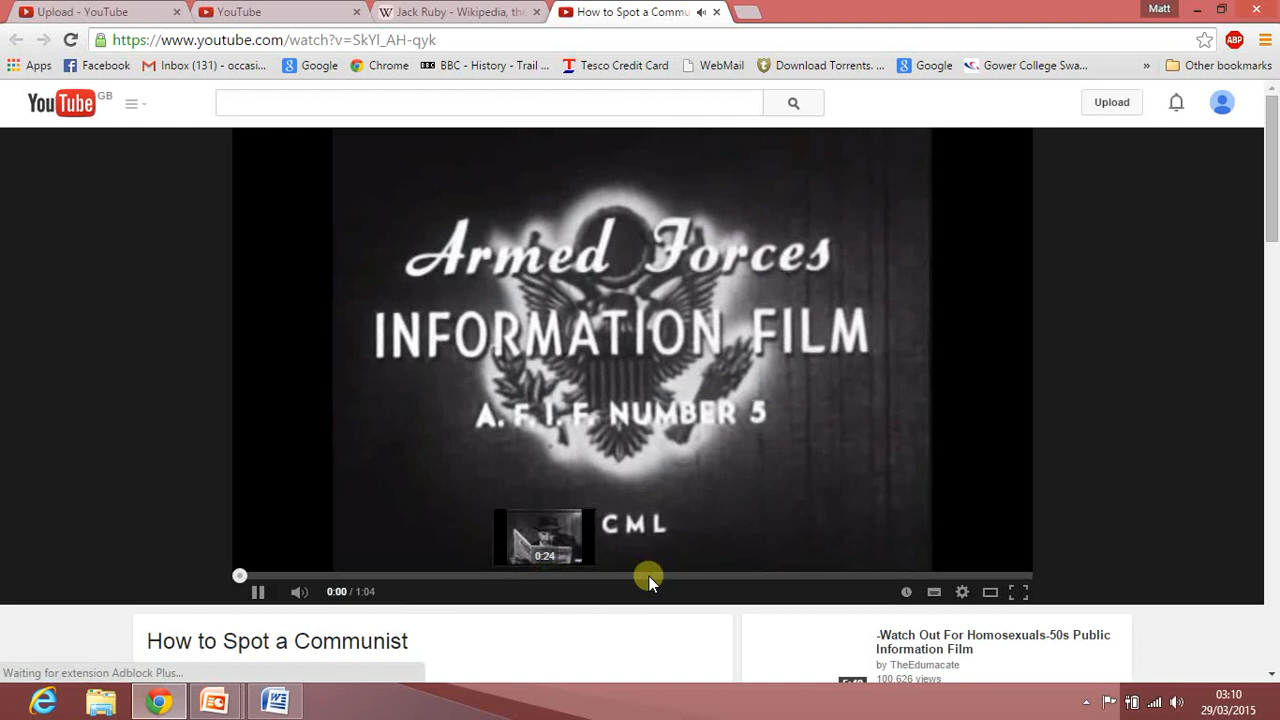 Upload - YouTube
YouTube
Jack Ruby - Wikipedia, the
How to Spot a Commu
Matt
https://www.youtube.com/watch?v=SkYl_AH-qyk
ABP
Apps
Facebook
Inbox (131) - occasi...
Google
Chrome
BBC - History - Trail ...
Tesco Credit Card
WebMail
Download Torrents. ...
Google
Gower College Swa...
»
Other bookmarks
YouTube GB
Upload
Armed Forces
INFORMATION FILM
A. F. I. F. NUMBER 5
CML
0:24
0:00 / 1:04
How to Spot a Communist
-Watch Out For Homosexuals-50s Public
Information Film
by TheEdumacate
100,626 views
Waiting for extension Adblock Plus...
03:10
29/03/2015